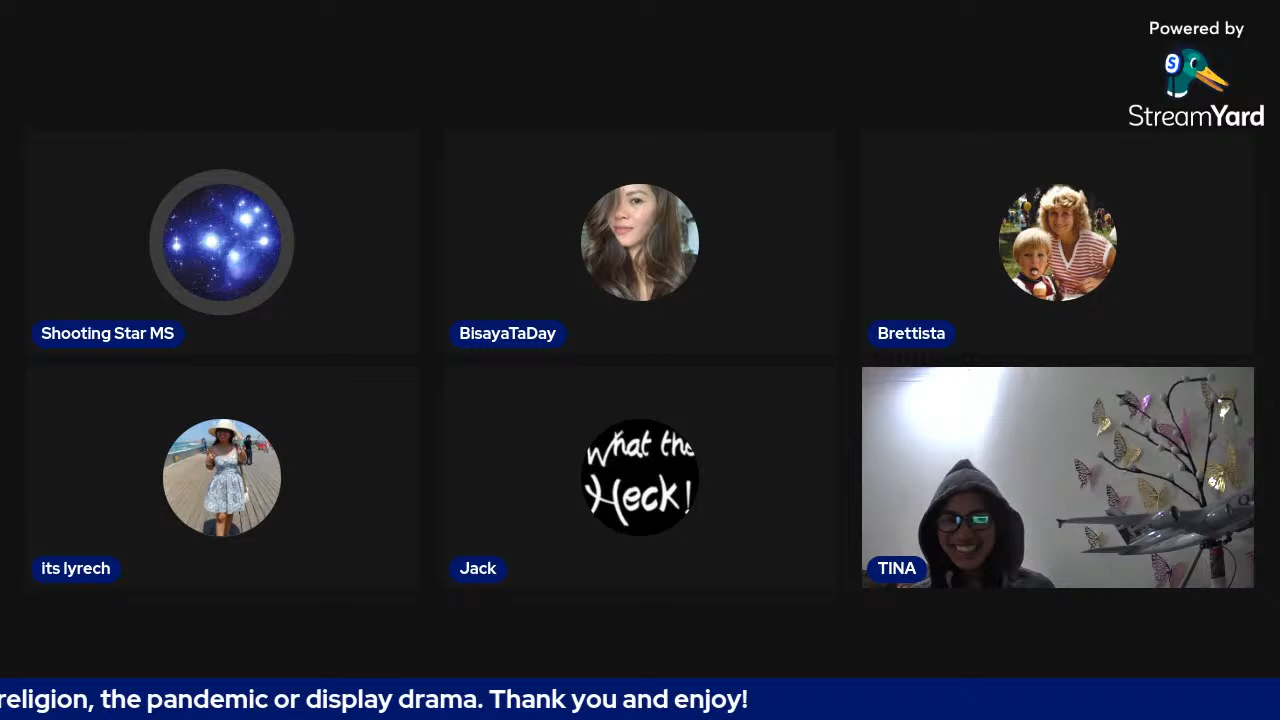 Powered by
StreamYard
Shooting Star MS
BisayaTaDay
Brettista
What the
Heck!
its lyrech
Jack
TINA
religion, the pandemic or display drama. Thank you and enjoy!